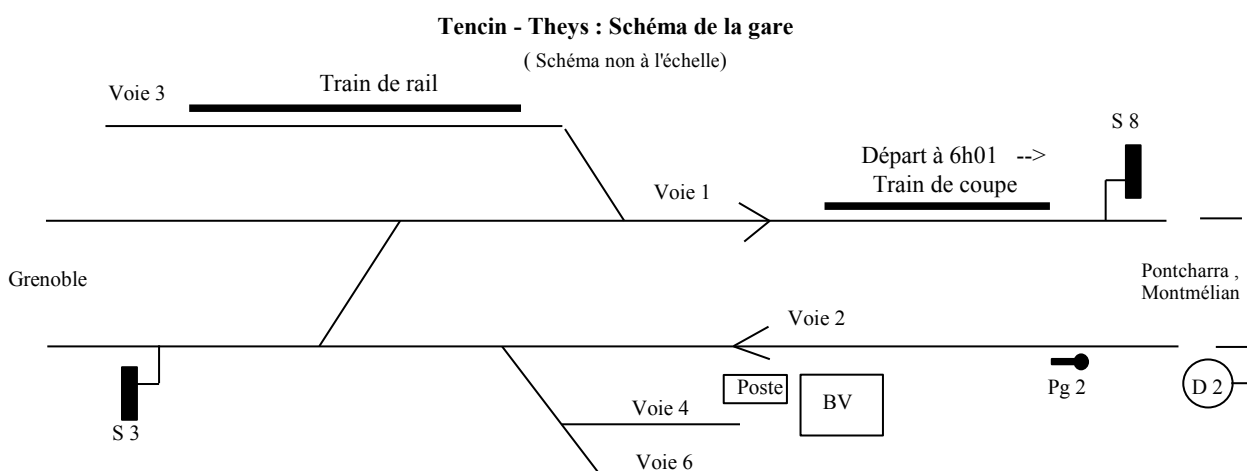 Tencin - Theys : Schéma de la gare
( Schéma non à l'échelle)
Voie 3
Train de rail
S 8
Départ à 6h01 -->
Train de coupe
Voie 1
Grenoble
Pontcharra ,
Montmélian
Voie 2
Poste
BV
Pg 2
D 2
S 3
Voie 4
Voie 6